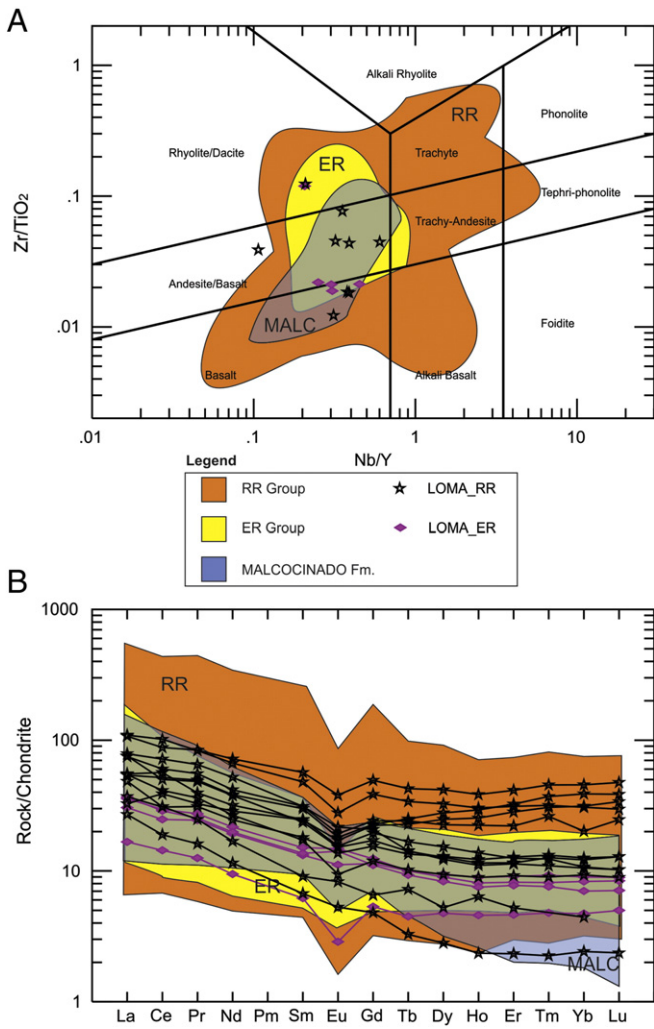 A
1
.1
.01
Zr/TiO2
Alkali Rhyolite
RR
Phonolite
Rhyolite/Dacite
ER
Trachyte
Tephri-phonolite
Trachy-Andesite
Andesite/Basalt
MALC
Foidite
Basalt
Alkali Basalt
.01 .1 1 10
Nb/Y
Legend
RR Group LOMA_RR
ER Group LOMA_ER
MALCOCINADO Fm.
B
1000
100
10
1
Rock/Chondrite
RR
ER
MALC
La Ce Pr Nd Pm Sm Eu Gd Tb Dy Ho Er Tm Yb Lu